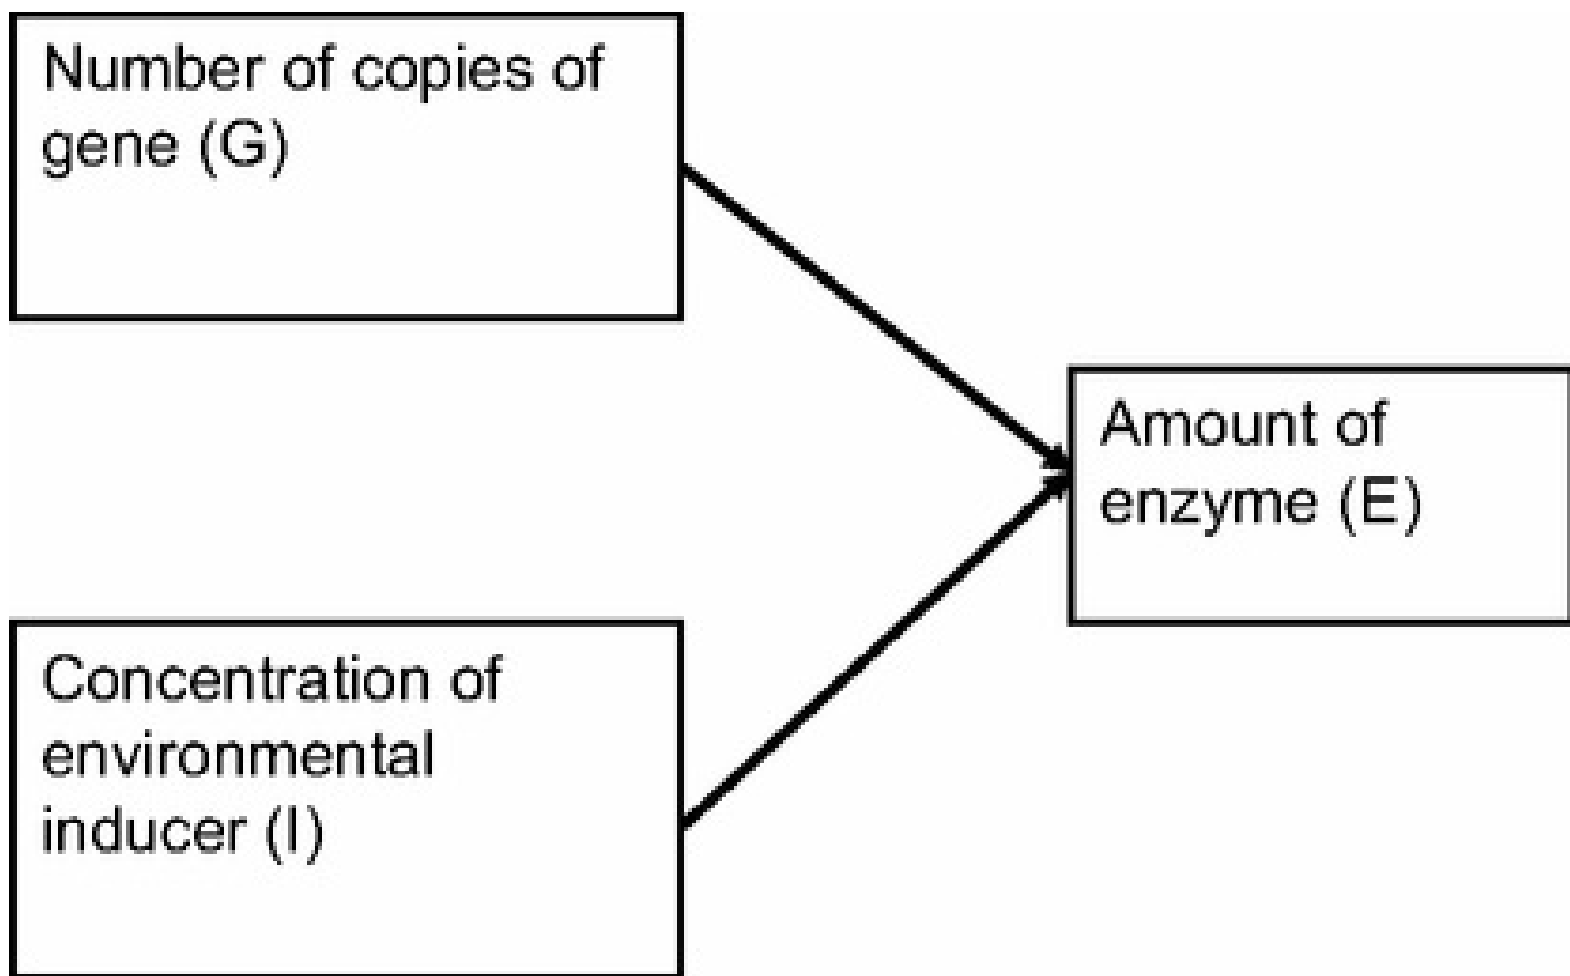 Number of copies of
gene (G)
Concentration of
environmental
inducer (I)
Amount of
enzyme (E)